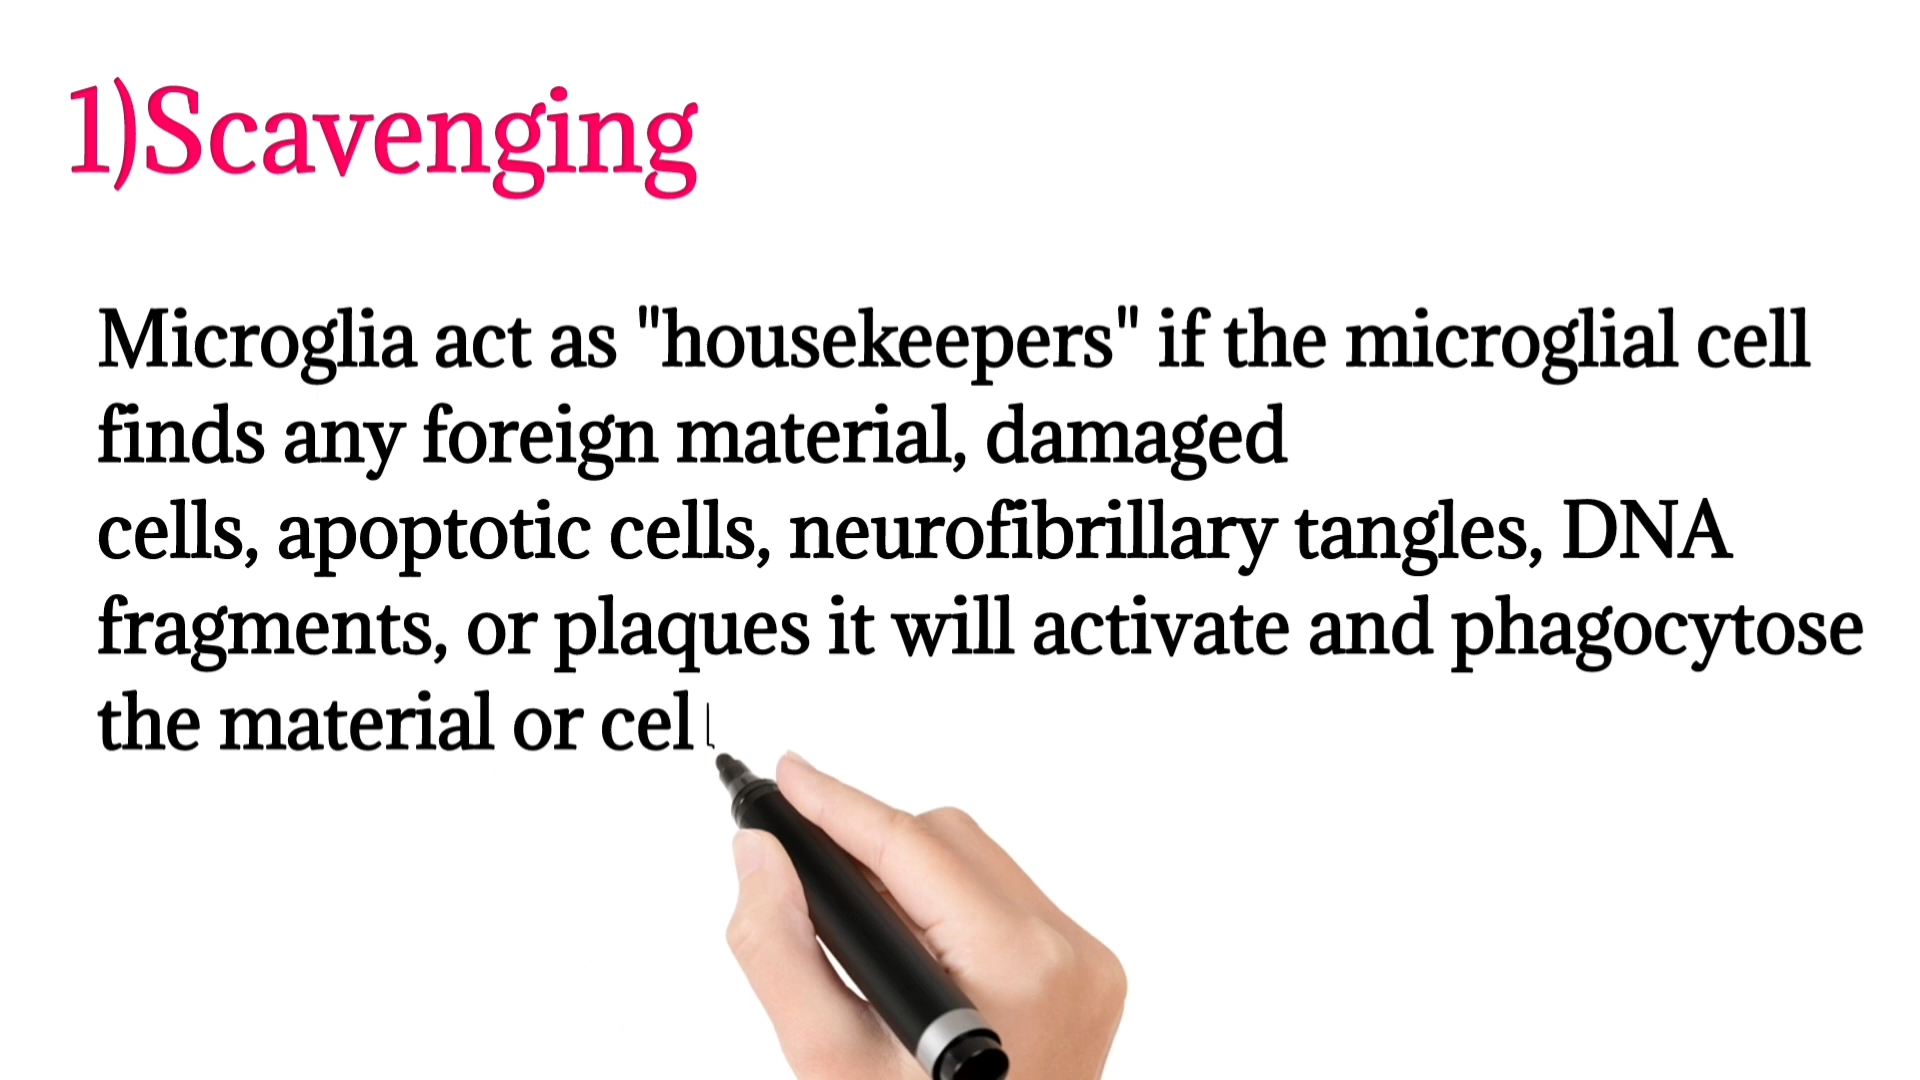 1)Scavenging
Microglia act as "housekeepers" if the microglial cell
finds any foreign material, damaged
cells, apoptotic cells, neurofibrillary tangles, DNA
fragments, or plaques it will activate and phagocytose
the material or cell